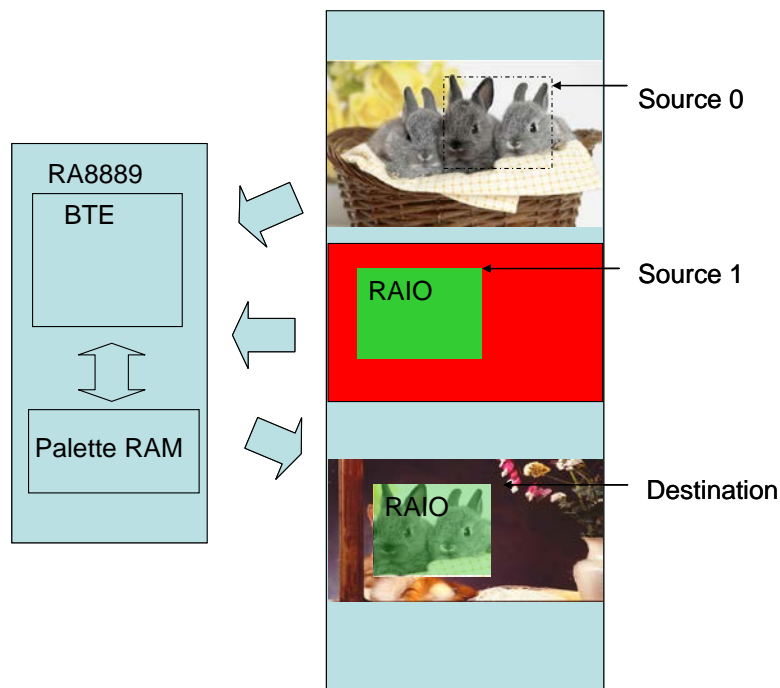 RA8889
BTE
Palette RAM
Source 0
RAIO
Source 1
RAIO
Destination